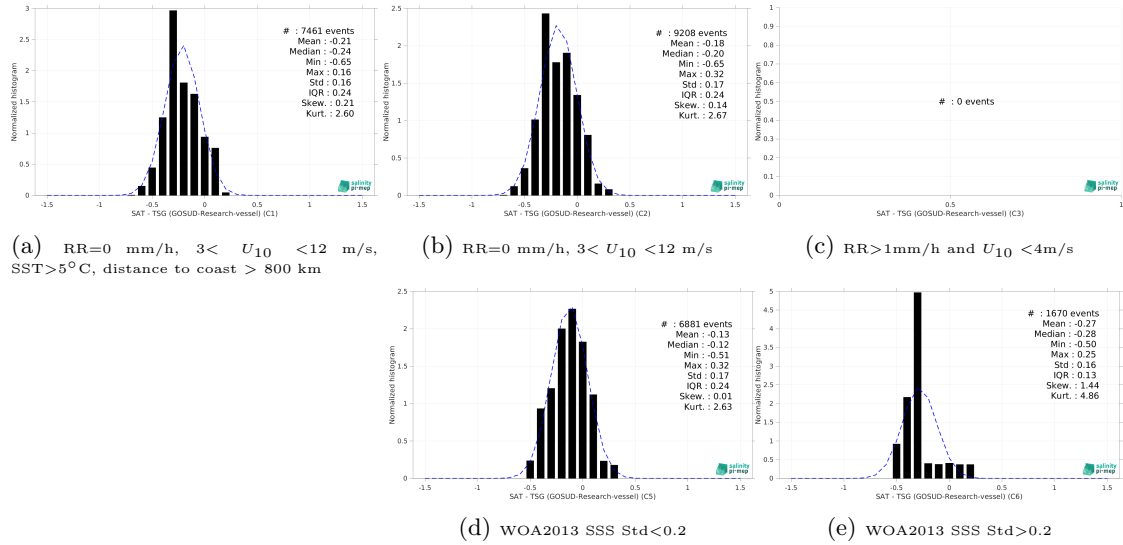 3
2.5
2
1.5
1
0.5
0
-1.5
-1
-0.5
0
0.5
1
1.5
Normalized histogram
# : 7461 events
Mean : -0.21
Median : -0.24
Min : -0.65
Max : 0.16
Std : 0.16
IQR : 0.24
Skew. : 0.21
Kurt. : 2.60
salinity
pi-mep
SAT - TSG (GOSUD-Research-vessel) (C1)
(a) RR=0 mm/h, 3< U10 <12 m/s,
SST>5°C, distance to coast > 800 km
2.5
2
1.5
1
0.5
0
-1.5
-1
-0.5
0
0.5
1
1.5
Normalized histogram
# : 9208 events
Mean : -0.18
Median : -0.20
Min : -0.65
Max : 0.32
Std : 0.17
IQR : 0.24
Skew. : 0.14
Kurt. : 2.67
salinity
pi-mep
SAT - TSG (GOSUD-Research-vessel) (C2)
(b) RR=0 mm/h, 3< U10 <12 m/s
1
0.9
0.8
0.7
0.6
0.5
0.4
0.3
0.2
0.1
0
0
0.5
1
Normalized histogram
# : 0 events
salinity
pi-mep
SAT - TSG (GOSUD-Research-vessel) (C3)
(c) RR>1mm/h and U10 <4m/s
2.5
2
1.5
1
0.5
0
-1.5
-1
-0.5
0
0.5
1
1.5
Normalized histogram
# : 6881 events
Mean : -0.13
Median : -0.12
Min : -0.51
Max : 0.32
Std : 0.17
IQR : 0.24
Skew. : 0.01
Kurt. : 2.63
salinity
pi-mep
SAT - TSG (GOSUD-Research-vessel) (C5)
(d) WOA2013 SSS Std<0.2
5
4.5
4
3.5
3
2.5
2
1.5
1
0.5
0
-1.5
-1
-0.5
0
0.5
1
1.5
Normalized histogram
# : 1670 events
Mean : -0.27
Median : -0.28
Min : -0.50
Max : 0.25
Std : 0.16
IQR : 0.13
Skew. : 1.44
Kurt. : 4.86
salinity
pi-mep
SAT - TSG (GOSUD-Research-vessel) (C6)
(e) WOA2013 SSS Std>0.2